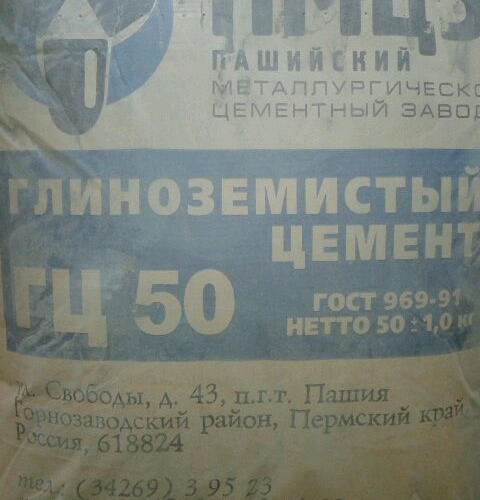 ПМЦЗ
ПАШИЙСКИЙ
МЕТАЛЛУРГИЧЕСКО
ЦЕМЕНТНЫЙ ЗАВОД
ГЛИНОЗЕМИСТЫЙ
ЦЕМЕНТ
ГЦ 50
ГОСТ 969-91
НЕТТО 50 ± 1,0 кг
ул. Свободы, д. 43, п.г.т. Пашия
Горнозаводский район, Пермский край
Россия, 618824
тел.: (34269) 3 95 23